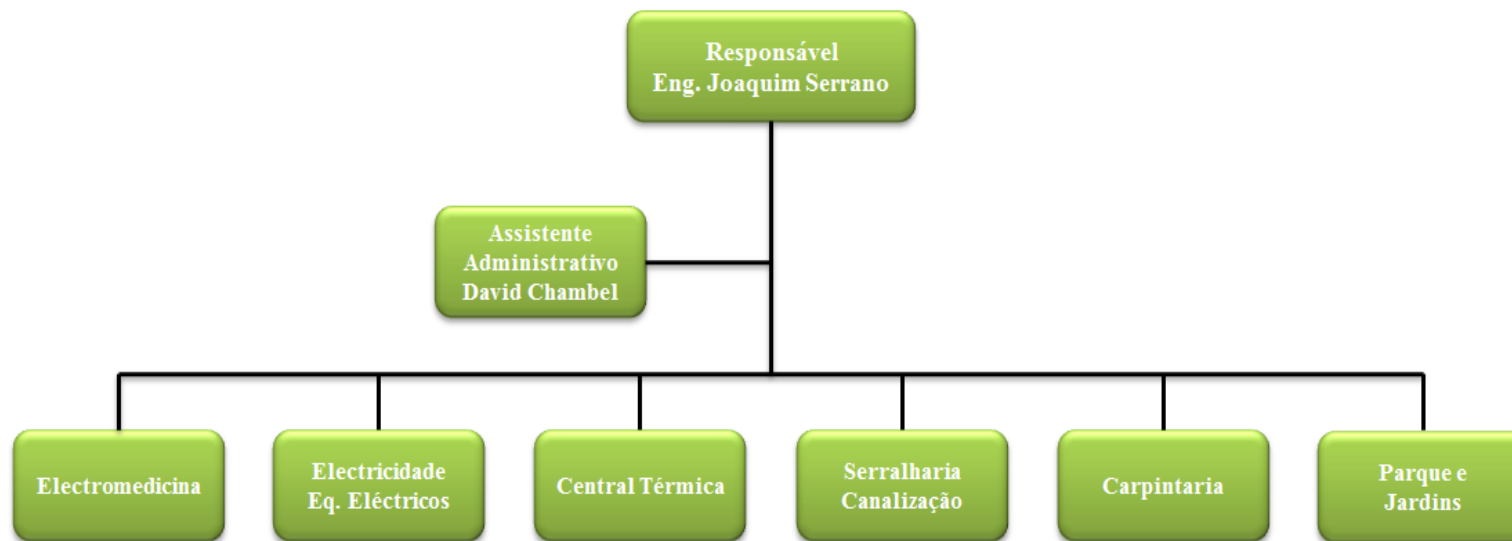 Responsável
Eng. Joaquim Serrano
Assistente
Administrativo
David Chambel
Electromedicina
Electricidade
Eq. Eléctricos
Central Térmica
Serralharia
Canalização
Carpintaria
Parque e
Jardins